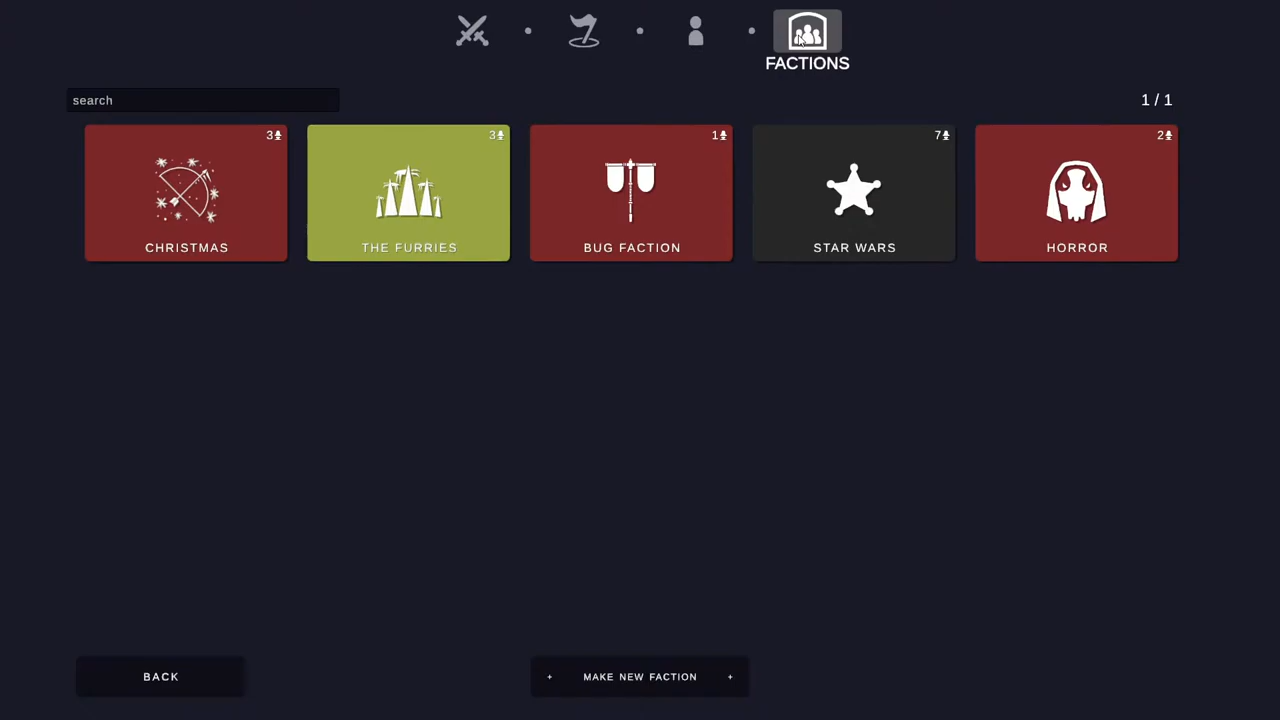 FACTIONS
search
1 / 1
3
3
1
7
2
CHRISTMAS
THE FURRIES
BUG FACTION
STAR WARS
HORROR
BACK
+ MAKE NEW FACTION +